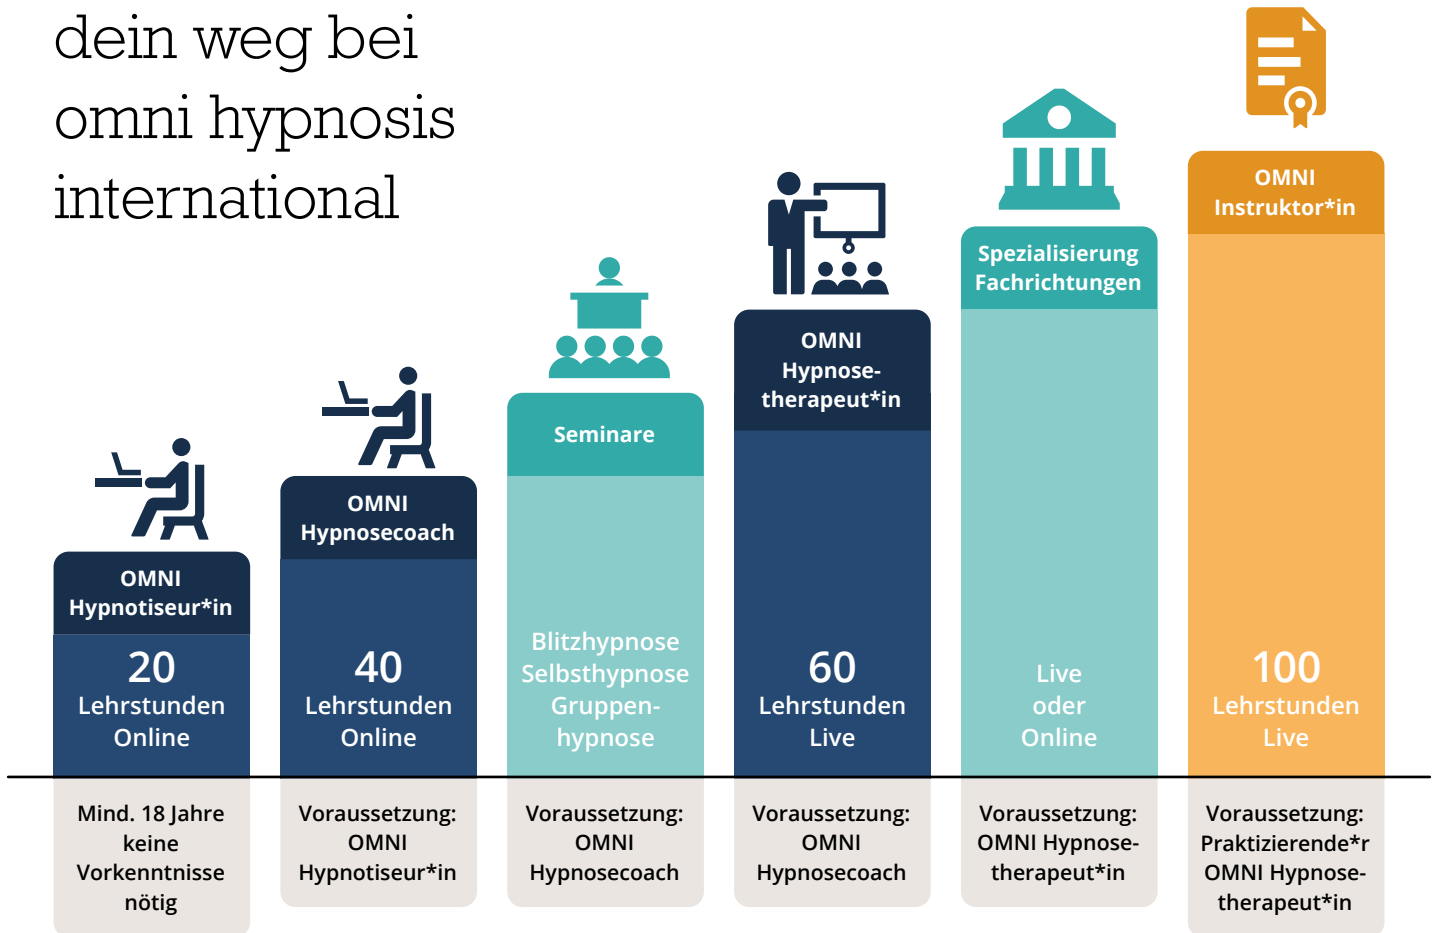 dein weg bei
omni hypnosis
international
OMNI
Hypnotiseur*in
20
Lehrstunden
Online
Mind. 18 Jahre
keine
Vorkenntnisse
nötig
OMNI
Hypnosecoach
40
Lehrstunden
Online
Voraussetzung:
OMNI
Hypnotiseur*in
Seminare
Blitzhypnose
Selbsthypnose
Gruppen-
hypnose
Voraussetzung:
OMNI
Hypnosecoach
OMNI
Hypnose-
therapeut*in
60
Lehrstunden
Live
Voraussetzung:
OMNI
Hypnosecoach
Spezialisierung
Fachrichtungen
Live
oder
Online
Voraussetzung:
OMNI Hypnose-
therapeut*in
OMNI
Instruktor*in
100
Lehrstunden
Live
Voraussetzung:
Praktizierende*r
OMNI Hypnose-
therapeut*in